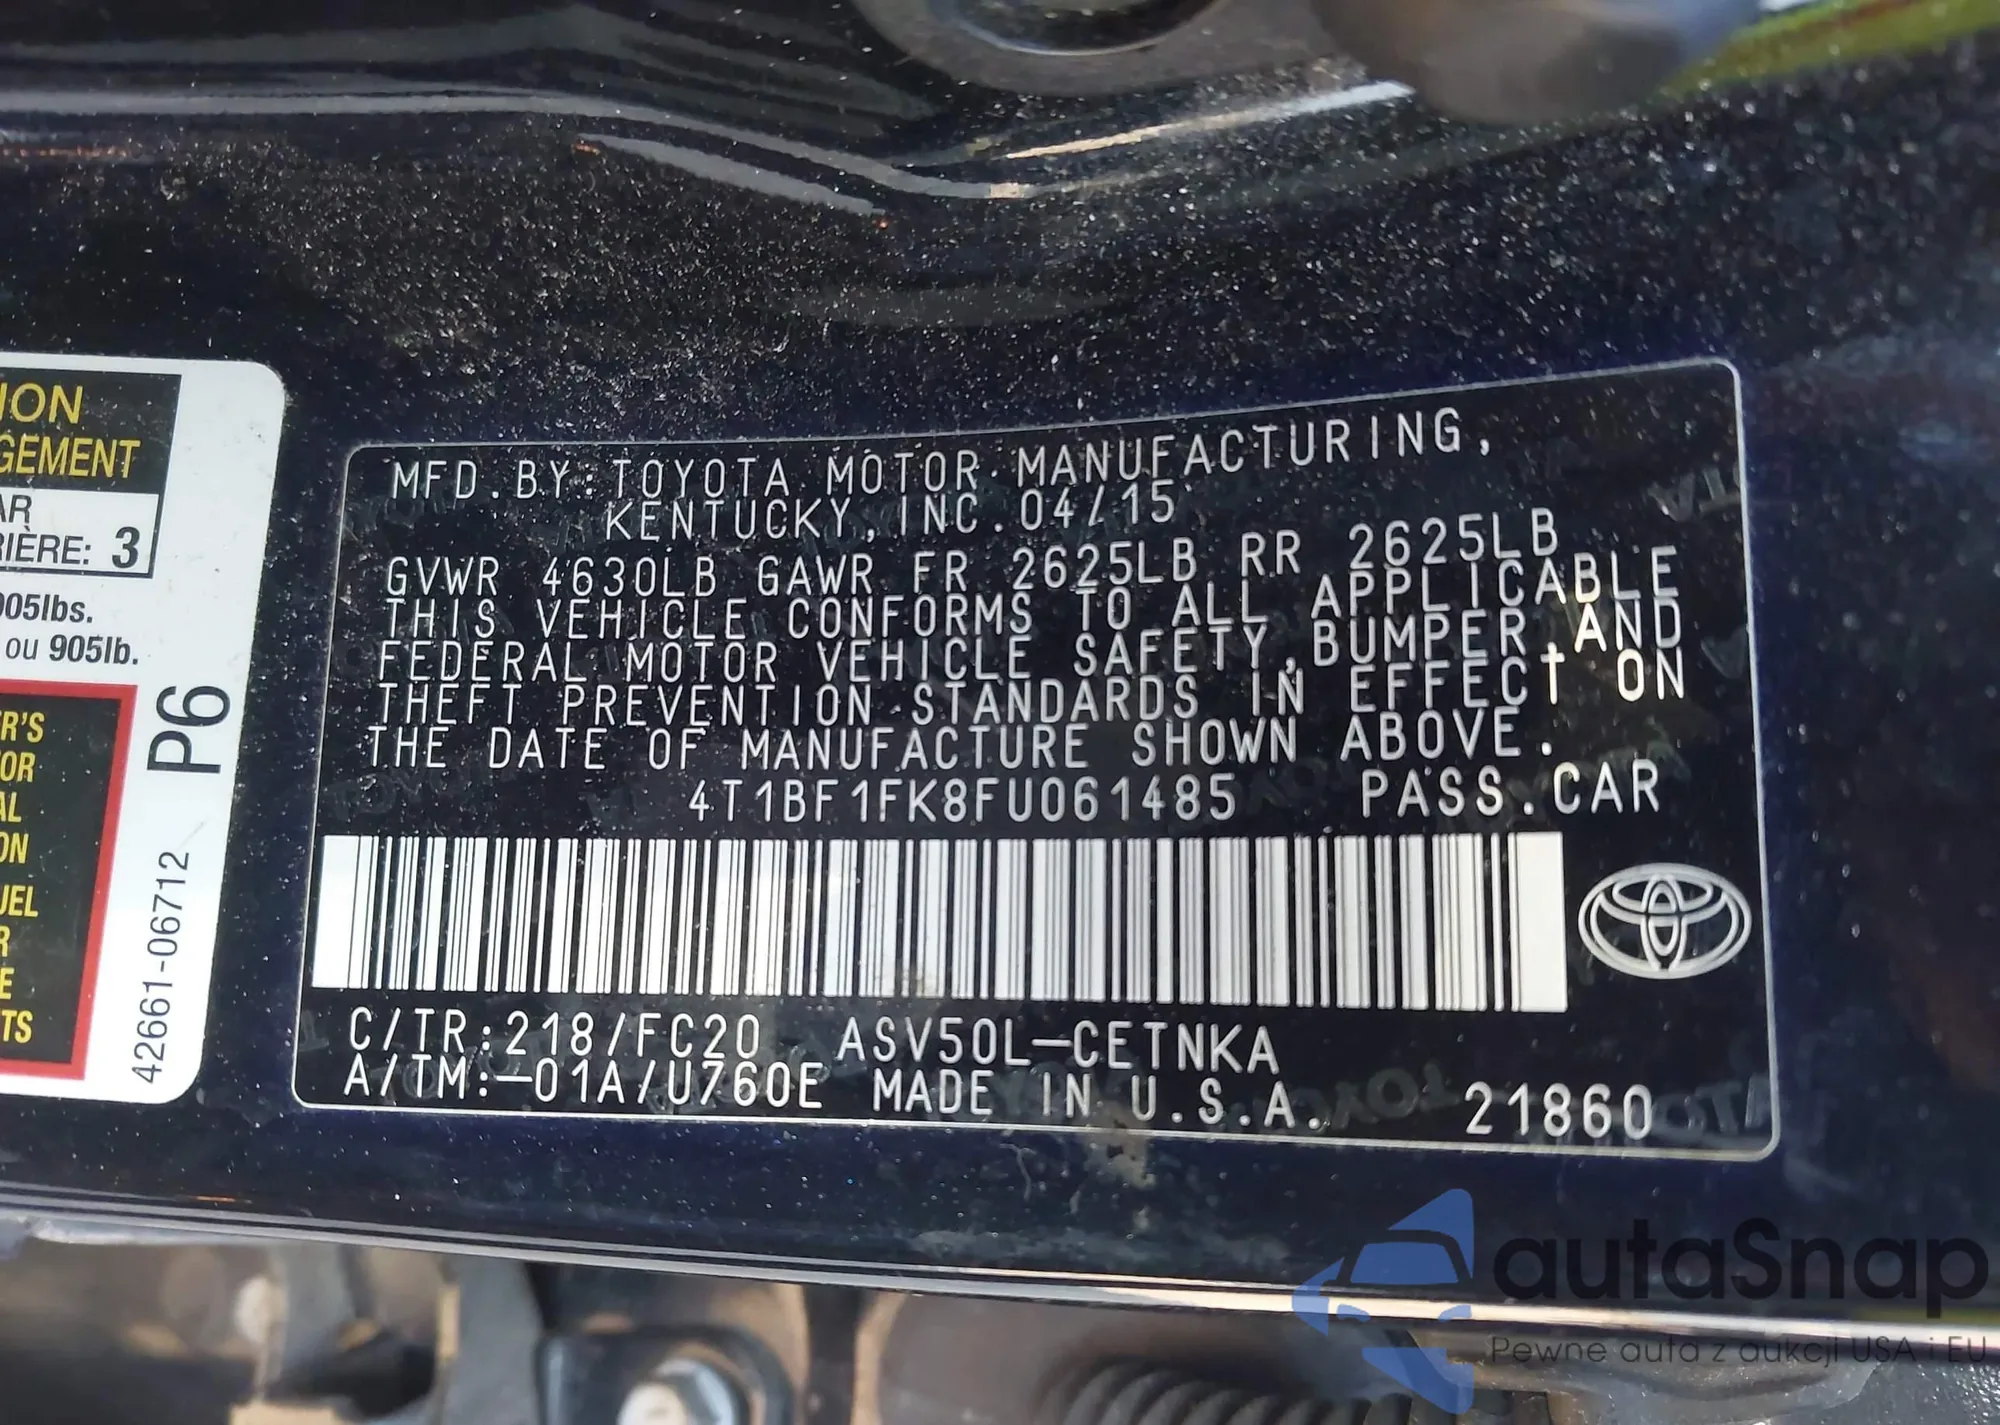 ION
GEMENT
AR
RIÈRE: 3
905lbs.
ou 905lb.
ER'S
OR
AL
ON
UEL
R
E
TS
P6
42661-06712
MFD.BY:TOYOTA MOTOR MANUFACTURING,
KENTUCKY,INC.04/15
GVWR 4630LB GAWR FR 2625LB RR 2625LB
THIS VEHICLE CONFORMS TO ALL APPLICABLE
FEDERAL MOTOR VEHICLE SAFETY,BUMPER,AND
THEFT PREVENTION STANDARDS IN EFFECT ON
THE DATE OF MANUFACTURE SHOWN ABOVE.
4T1BF1FK8FU061485 PASS.CAR
C/TR:218/FC20 ASV50L-CETNKA
A/TM:-01A/U760E MADE IN U.S.A. 21860
autaSnap
Pewne auta z aukcji USA i EU